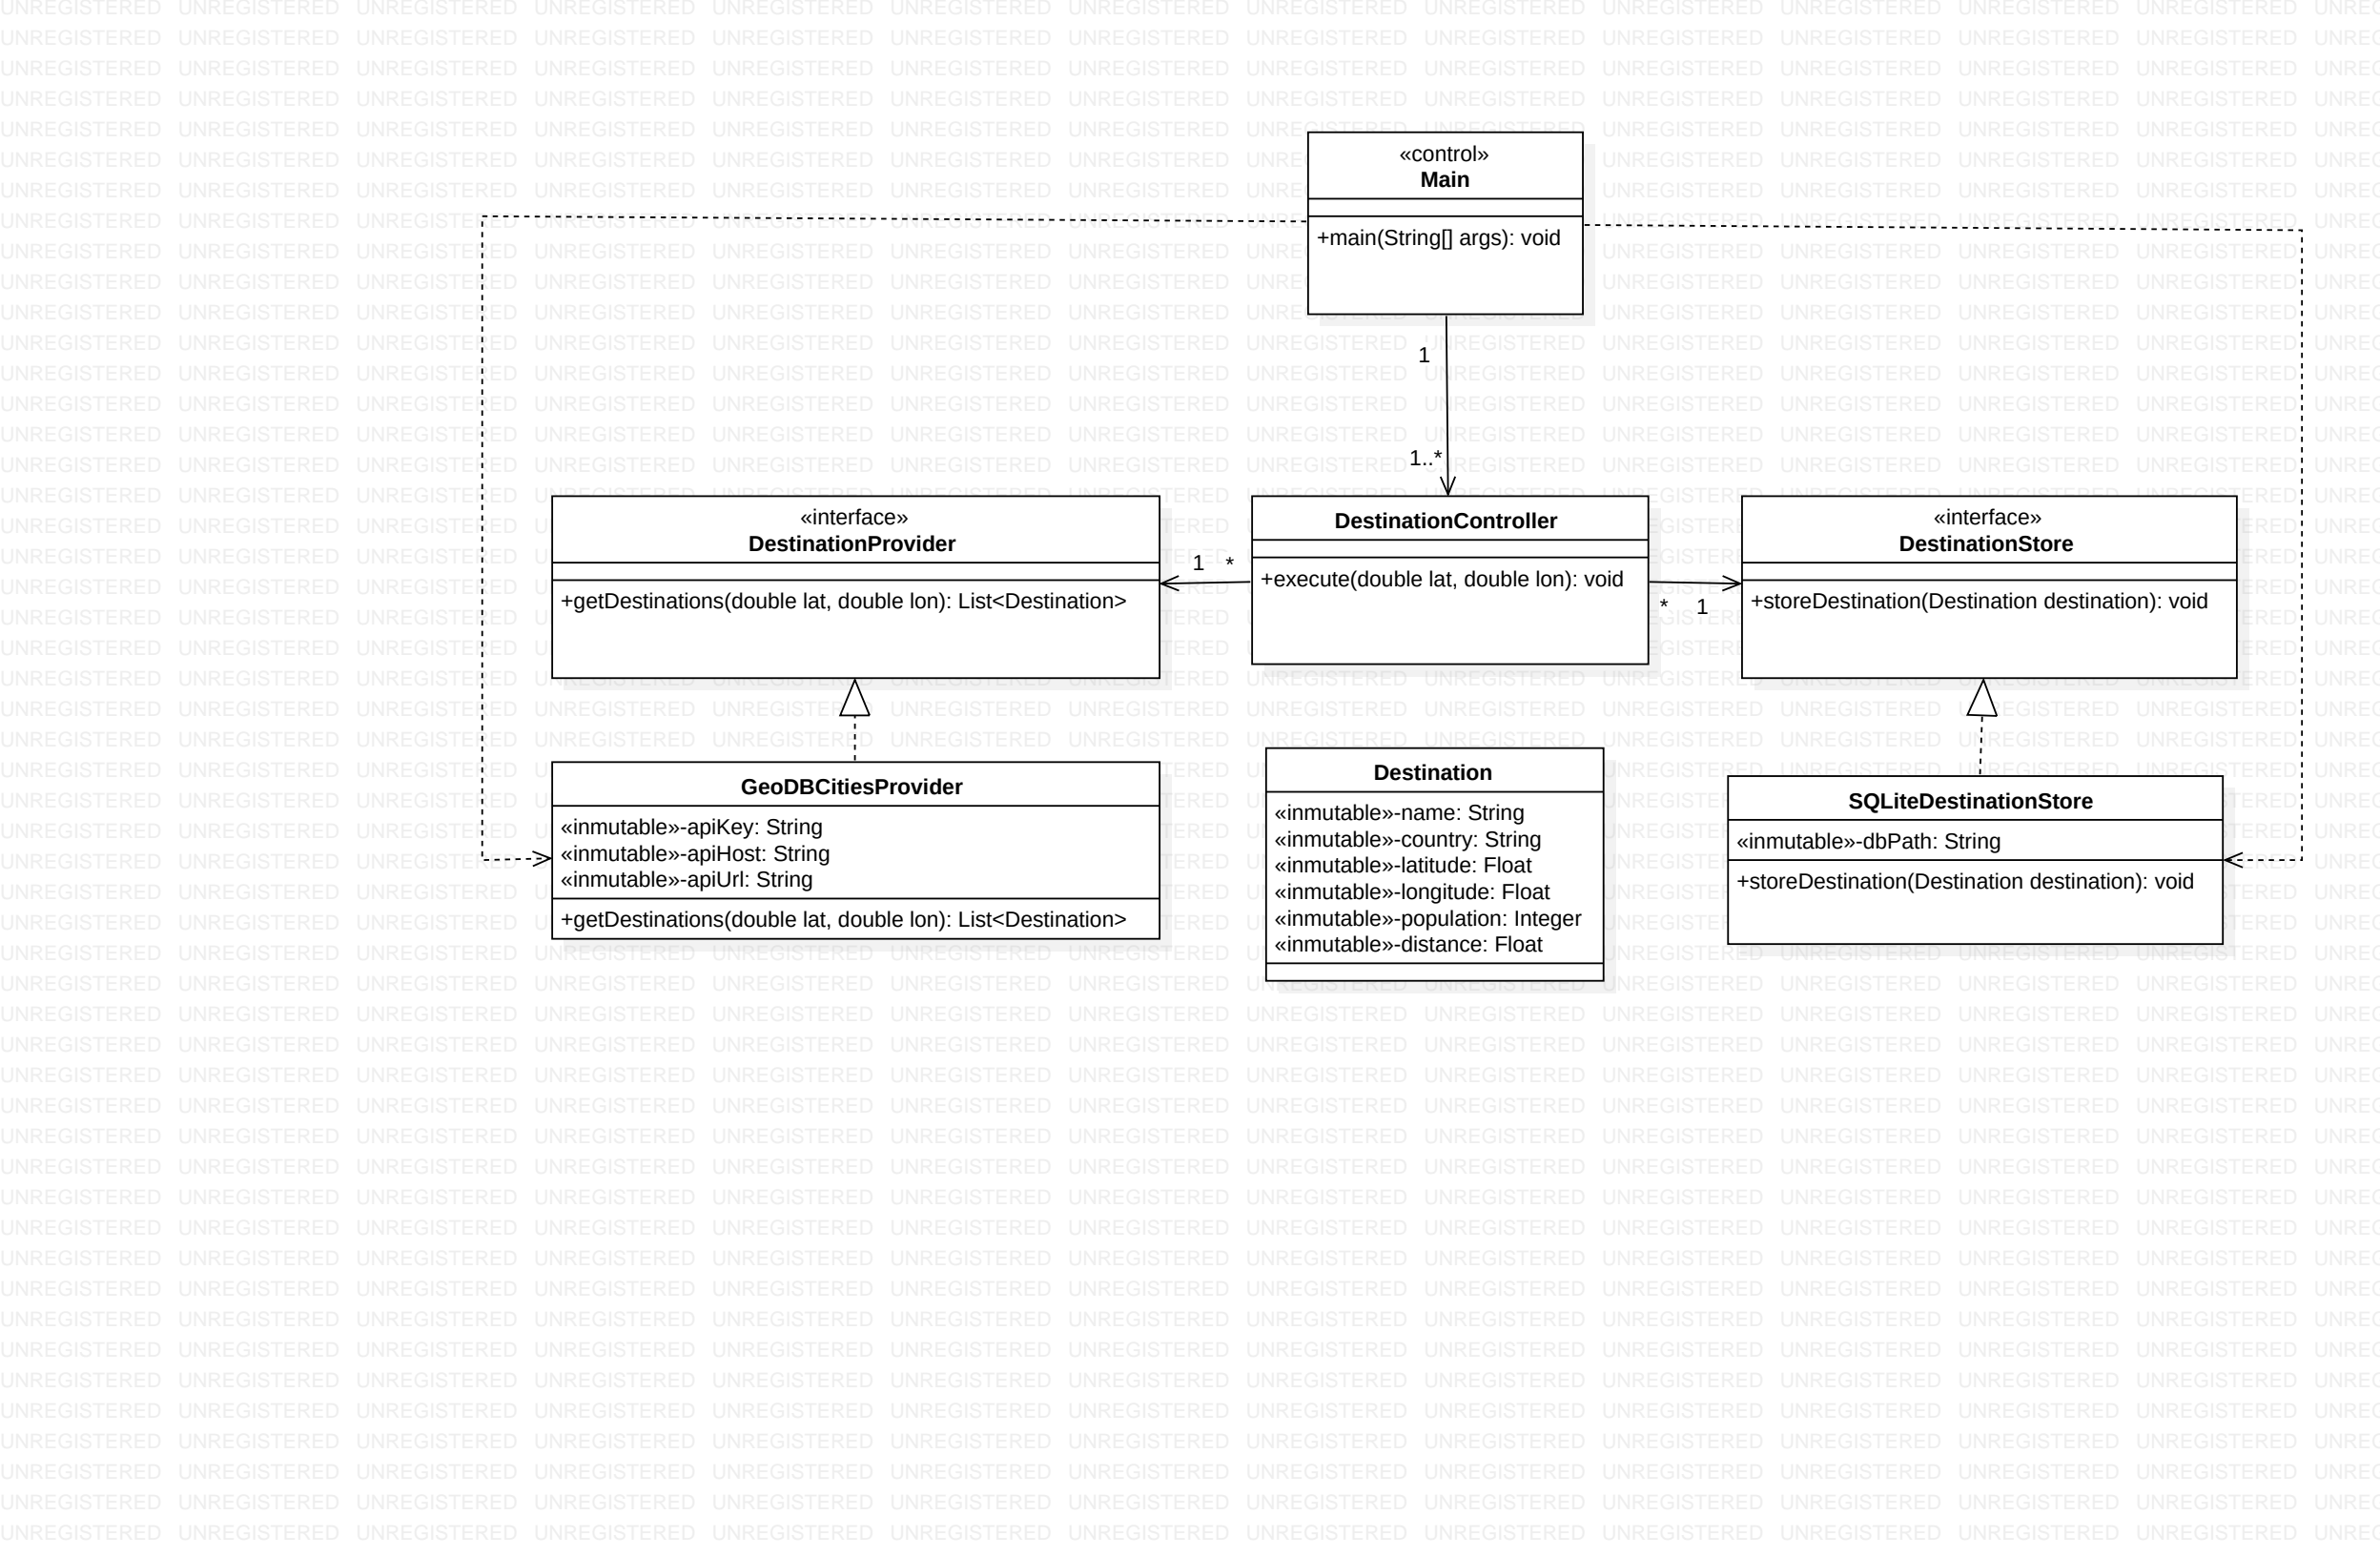 «control»
Main
+main(String[] args): void
1
1..*
«interface»
DestinationProvider
+getDestinations(double lat, double lon): List<Destination>
1 *
DestinationController
+execute(double lat, double lon): void
* 1
«interface»
DestinationStore
+storeDestination(Destination destination): void
GeoDBCitiesProvider
«inmutable»-apiKey: String
«inmutable»-apiHost: String
«inmutable»-apiUrl: String
+getDestinations(double lat, double lon): List<Destination>
Destination
«inmutable»-name: String
«inmutable»-country: String
«inmutable»-latitude: Float
«inmutable»-longitude: Float
«inmutable»-population: Integer
«inmutable»-distance: Float
SQLiteDestinationStore
«inmutable»-dbPath: String
+storeDestination(Destination destination): void
UNREGISTERED